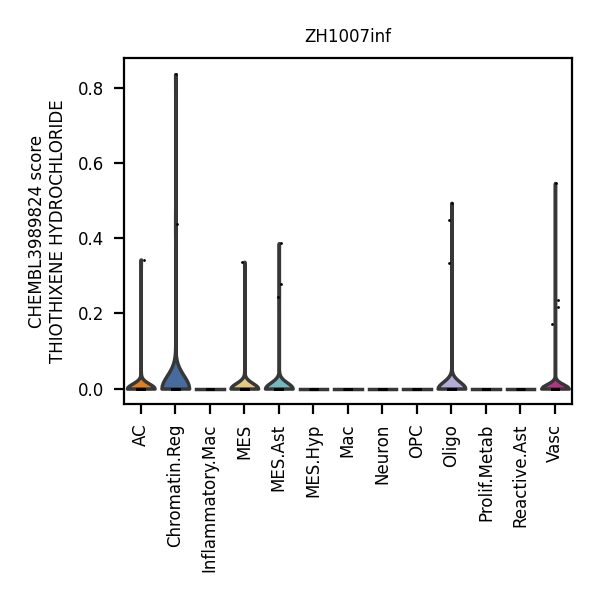 ZH1007inf
CHEMBL3989824 score
THIOTHIXENE HYDROCHLORIDE
0.8
0.6
0.4
0.2
0.0
AC
Chromatin.Reg
Inflammatory.Mac
MES
MES.Ast
MES.Hyp
Mac
Neuron
OPC
Oligo
Prolif.Metab
Reactive.Ast
Vasc